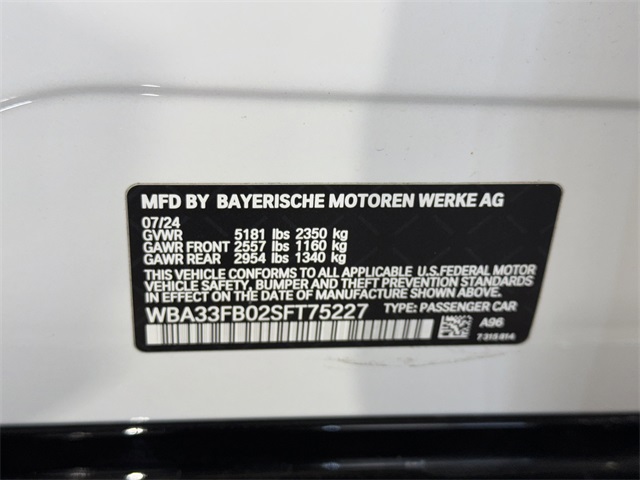 MFD BY BAYERISCHE MOTOREN WERKE AG
07/24
GVWR 5181 lbs 2350 kg
GAWR FRONT 2557 lbs 1160 kg
GAWR REAR 2954 lbs 1340 kg
THIS VEHICLE CONFORMS TO ALL APPLICABLE U.S.FEDERAL MOTOR
VEHICLE SAFETY, BUMPER, AND THEFT PREVENTION STANDARDS
IN EFFECT ON THE DATE OF MANUFACTURE SHOWN ABOVE.
WBA33FB02SFT75227 TYPE: PASSENGER CAR
A96